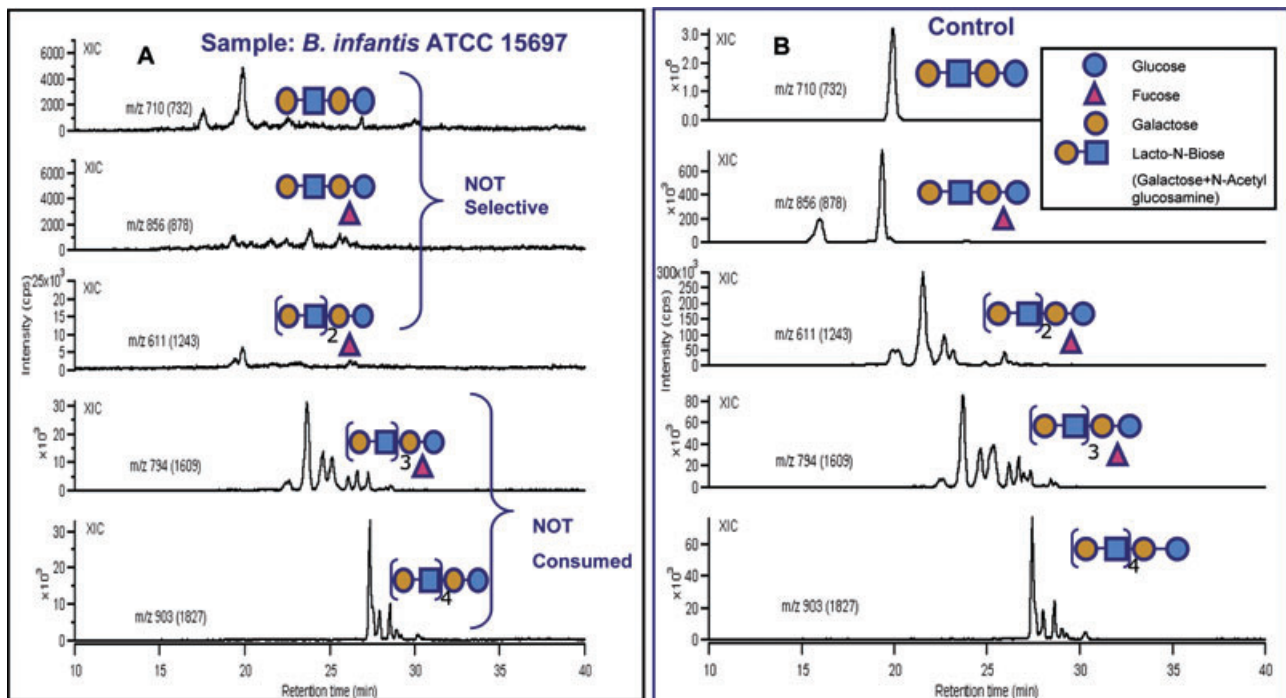 A
Sample: B. infantis ATCC 15697
XIC
6000
4000
2000
0
m/z 710 (732)
XIC
6000
4000
2000
0
m/z 856 (878)
NOT
Selective
XIC
25x10³
20
15
10
5
0
m/z 611 (1243)
2
Intensity (cps)
XIC
30
20
10
0
×10³
m/z 794 (1609)
3
NOT
Consumed
XIC
30
20
10
0
×10³
m/z 903 (1827)
4
10 15 20 25 30 35 40
Retention time (min)
B
Control
XIC
3.0
2.0
1.0
0.0
m/z 710 (732)
Glucose
Fucose
Galactose
Lacto-N-Biose
(Galactose+N-Acetyl
glucosamine)
XIC
600
400
200
0
×10³
m/z 856 (878)
XIC
300x10³
250
200
150
100
50
0
m/z 611 (1243)
2
Intensity (cps)
XIC
80
60
40
20
0
×10³
m/z 794 (1609)
3
XIC
60
40
20
0
×10³
m/z 903 (1827)
4
10 15 20 25 30 35 40
Retention time (min)